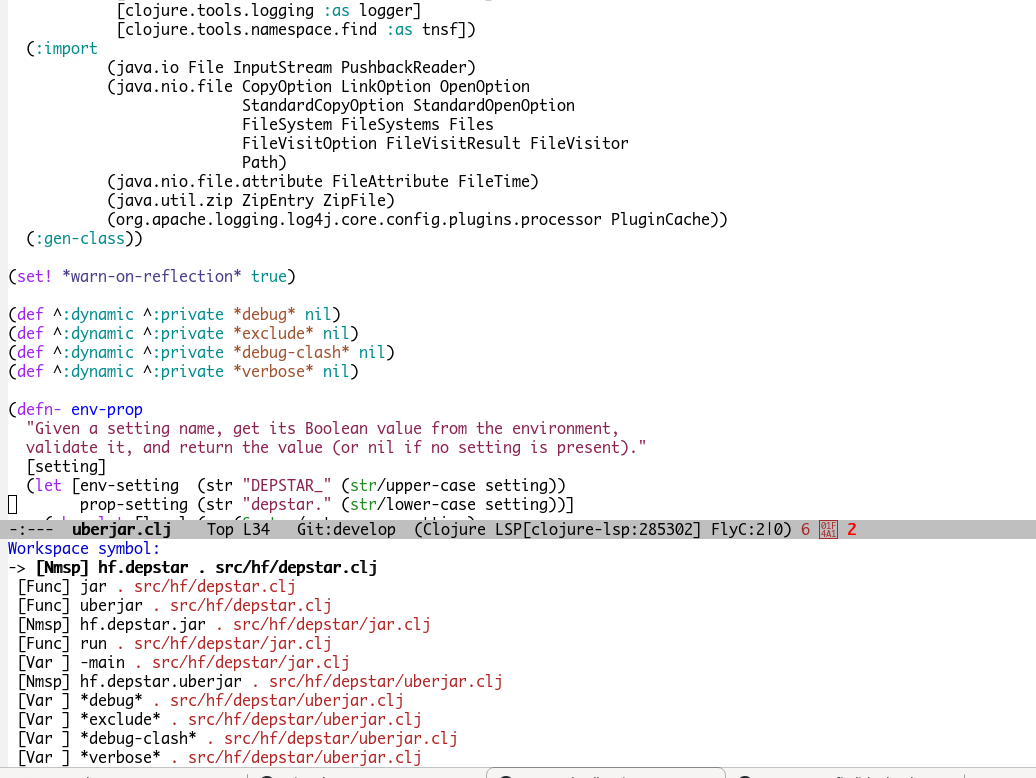 [clojure.tools.logging :as logger]
[clojure.tools.namespace.find :as tnsf])
(:import
(java.io File InputStream PushbackReader)
(java.nio.file CopyOption LinkOption OpenOption
StandardCopyOption StandardOpenOption
FileSystem FileSystems Files
FileVisitOption FileVisitResult FileVisitor
Path)
(java.nio.file.attribute FileAttribute FileTime)
(java.util.zip ZipEntry ZipFile)
(org.apache.logging.log4j.core.config.plugins.processor PluginCache))
(:gen-class))
(set! *warn-on-reflection* true)
(def ^:dynamic ^:private *debug* nil)
(def ^:dynamic ^:private *exclude* nil)
(def ^:dynamic ^:private *debug-clash* nil)
(def ^:dynamic ^:private *verbose* nil)
(defn- env-prop
"Given a setting name, get its Boolean value from the environment,
validate it, and return the value (or nil if no setting is present)."
[setting]
(let [env-setting  (str "DEPSTAR_" (str/upper-case setting))
prop-setting (str "depstar." (str/lower-case setting))]
-:---  uberjar.clj    Top L34   Git:develop  (Clojure LSP[clojure-lsp:285302] FlyC:2|0) 6 01F4A1 2
Workspace symbol:
-> [Nmsp] hf.depstar . src/hf/depstar.clj
[Func] jar . src/hf/depstar.clj
[Func] uberjar . src/hf/depstar.clj
[Nmsp] hf.depstar.jar . src/hf/depstar/jar.clj
[Func] run . src/hf/depstar/jar.clj
[Var ] -main . src/hf/depstar/jar.clj
[Nmsp] hf.depstar.uberjar . src/hf/depstar/uberjar.clj
[Var ] *debug* . src/hf/depstar/uberjar.clj
[Var ] *exclude* . src/hf/depstar/uberjar.clj
[Var ] *debug-clash* . src/hf/depstar/uberjar.clj
[Var ] *verbose* . src/hf/depstar/uberjar.clj